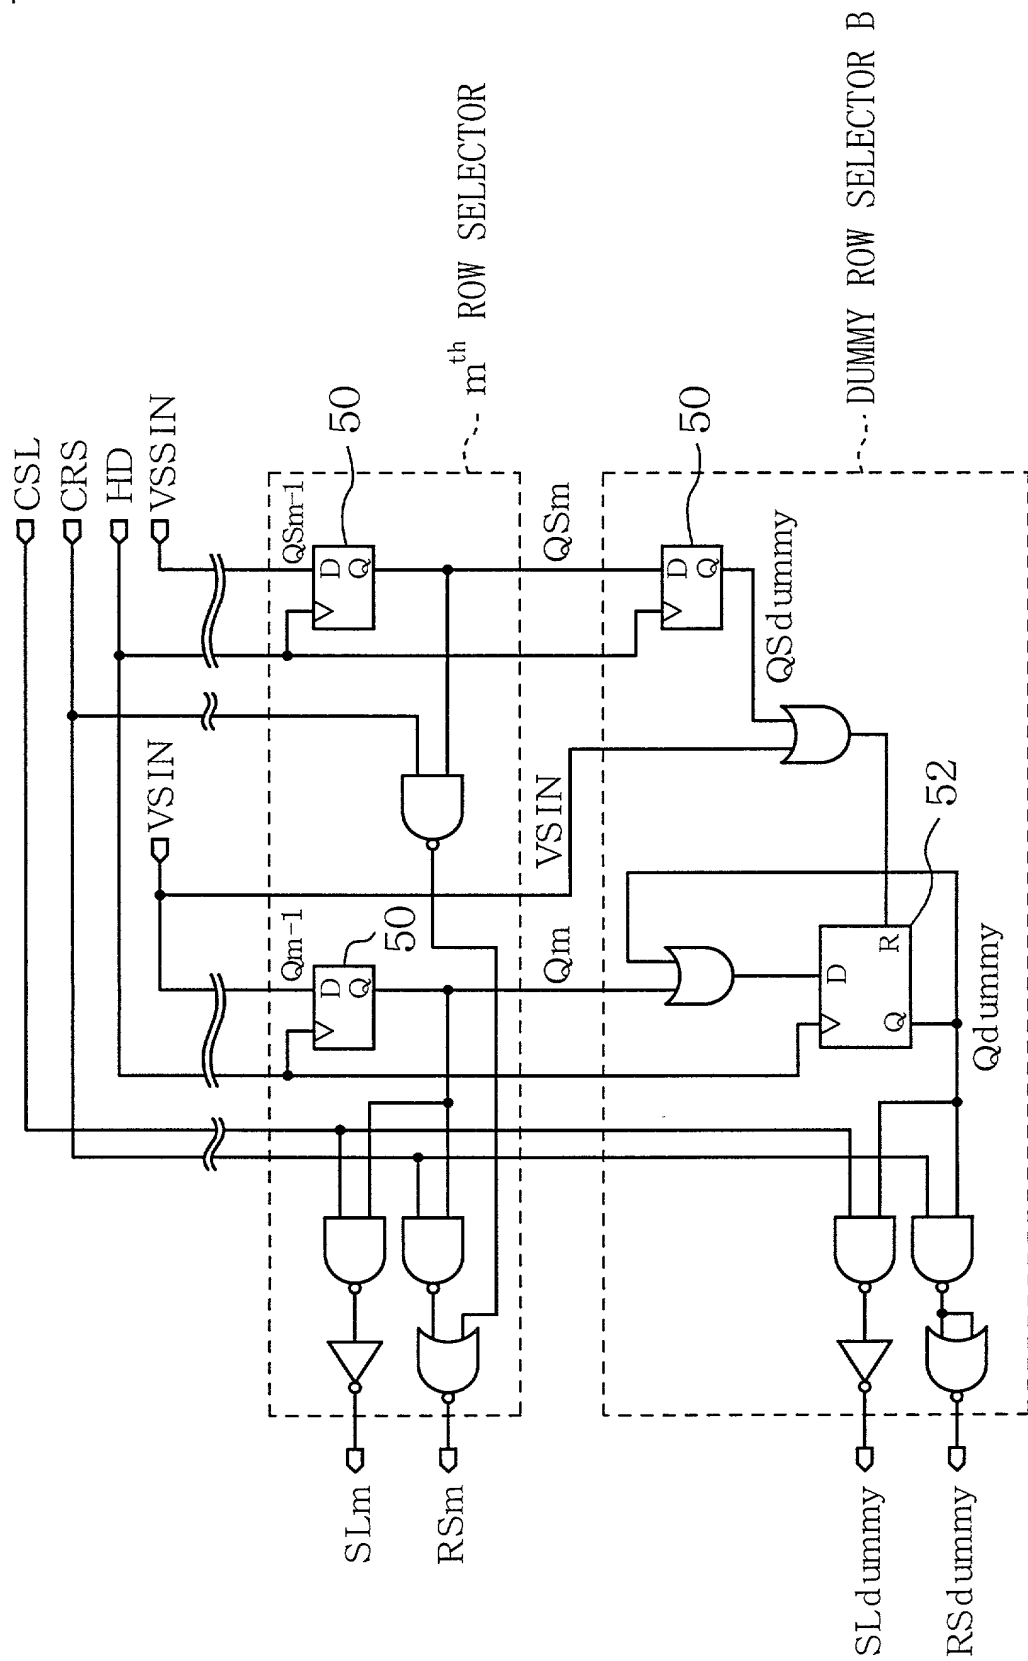 CSL
CRS
HD
VSSIN
VSIN
mth ROW SELECTOR
DUMMY ROW SELECTOR B
QSm-1
50
D
Q
QSm
50
D
Q
QSdummy
VSIN
Qm-1
50
D
Q
Qm
52
D
R
Q
Qdummy
SLm
RSm
SLdummy
RSdummy